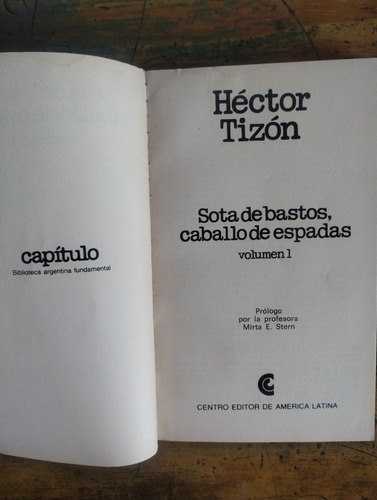 capítulo
Biblioteca argentina fundamental
Héctor
Tizón
Sota de bastos,
caballo de espadas
volumen 1
Prólogo
por la profesora
Mirta E. Stern
CENTRO EDITOR DE AMERICA LATINA